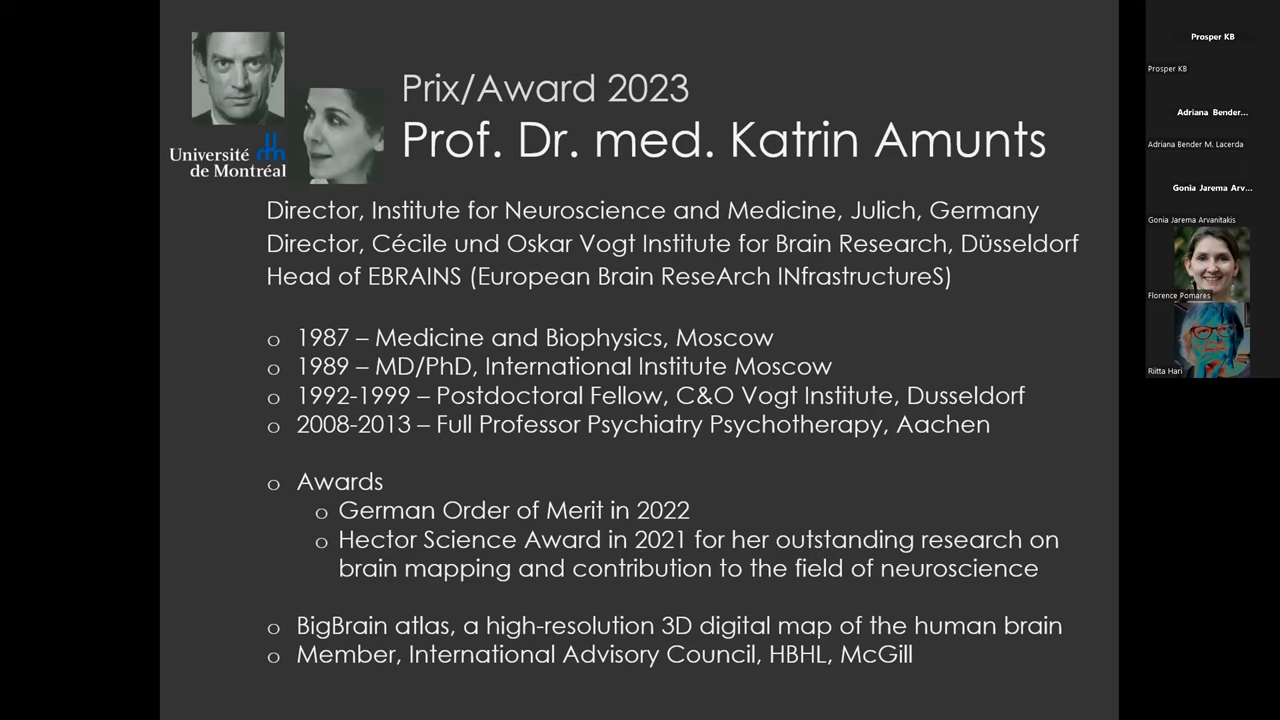 Prix/Award 2023
Prof. Dr. med. Katrin Amunts
Université
de Montréal
Director, Institute for Neuroscience and Medicine, Julich, Germany
Director, Cécile und Oskar Vogt Institute for Brain Research, Düsseldorf
Head of EBRAINS (European Brain ReseArch INfrastructureS)
o 1987 – Medicine and Biophysics, Moscow
o 1989 – MD/PhD, International Institute Moscow
o 1992-1999 – Postdoctoral Fellow, C&O Vogt Institute, Dusseldorf
o 2008-2013 – Full Professor Psychiatry Psychotherapy, Aachen
o Awards
o German Order of Merit in 2022
o Hector Science Award in 2021 for her outstanding research on
brain mapping and contribution to the field of neuroscience
o BigBrain atlas, a high-resolution 3D digital map of the human brain
o Member, International Advisory Council, HBHL, McGill
Prosper KB
Prosper KB
Adriana Bender...
Adriana Bender M. Lacerda
Gonia Jarema Arv...
Gonia Jarema Arvanitakis
Florence Pomares
Riitta Hari